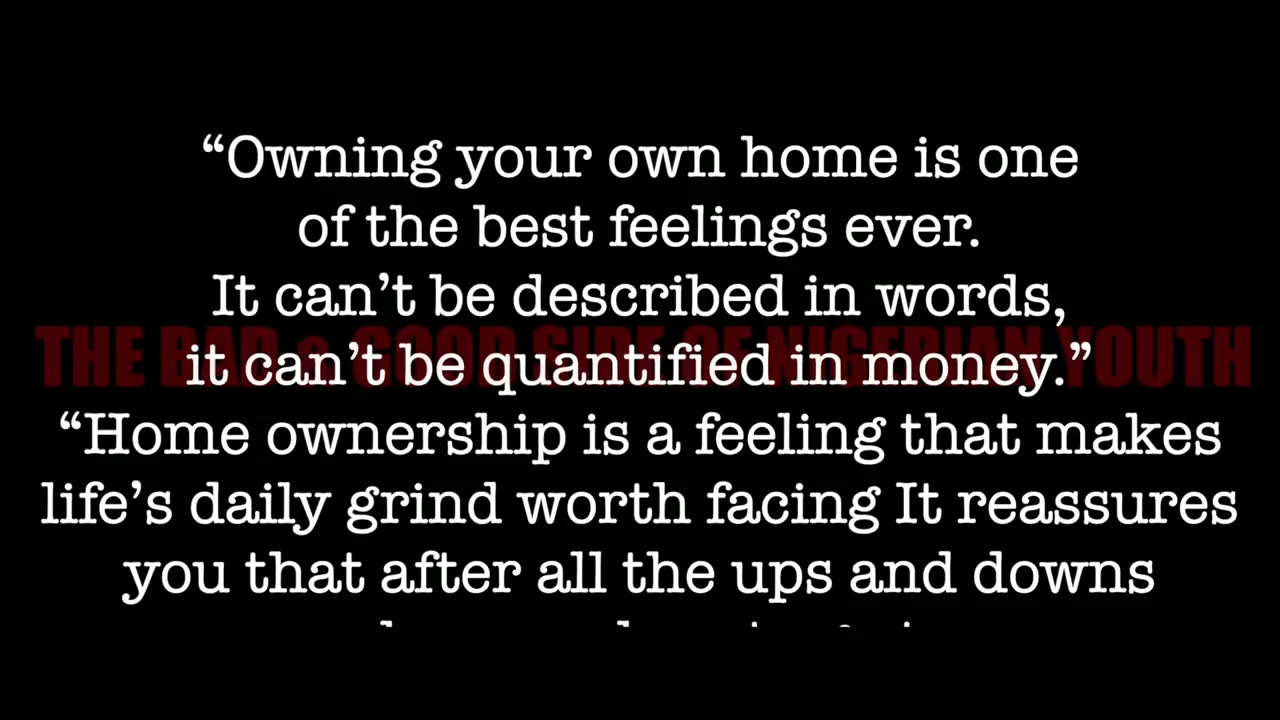 “Owning your own home is one
of the best feelings ever.
It can’t be described in words,
THE BAD & GOOD SIDE OF NIGERIAN YOUTH
it can’t be quantified in money.”
“Home ownership is a feeling that makes
life’s daily grind worth facing It reassures
you that after all the ups and downs